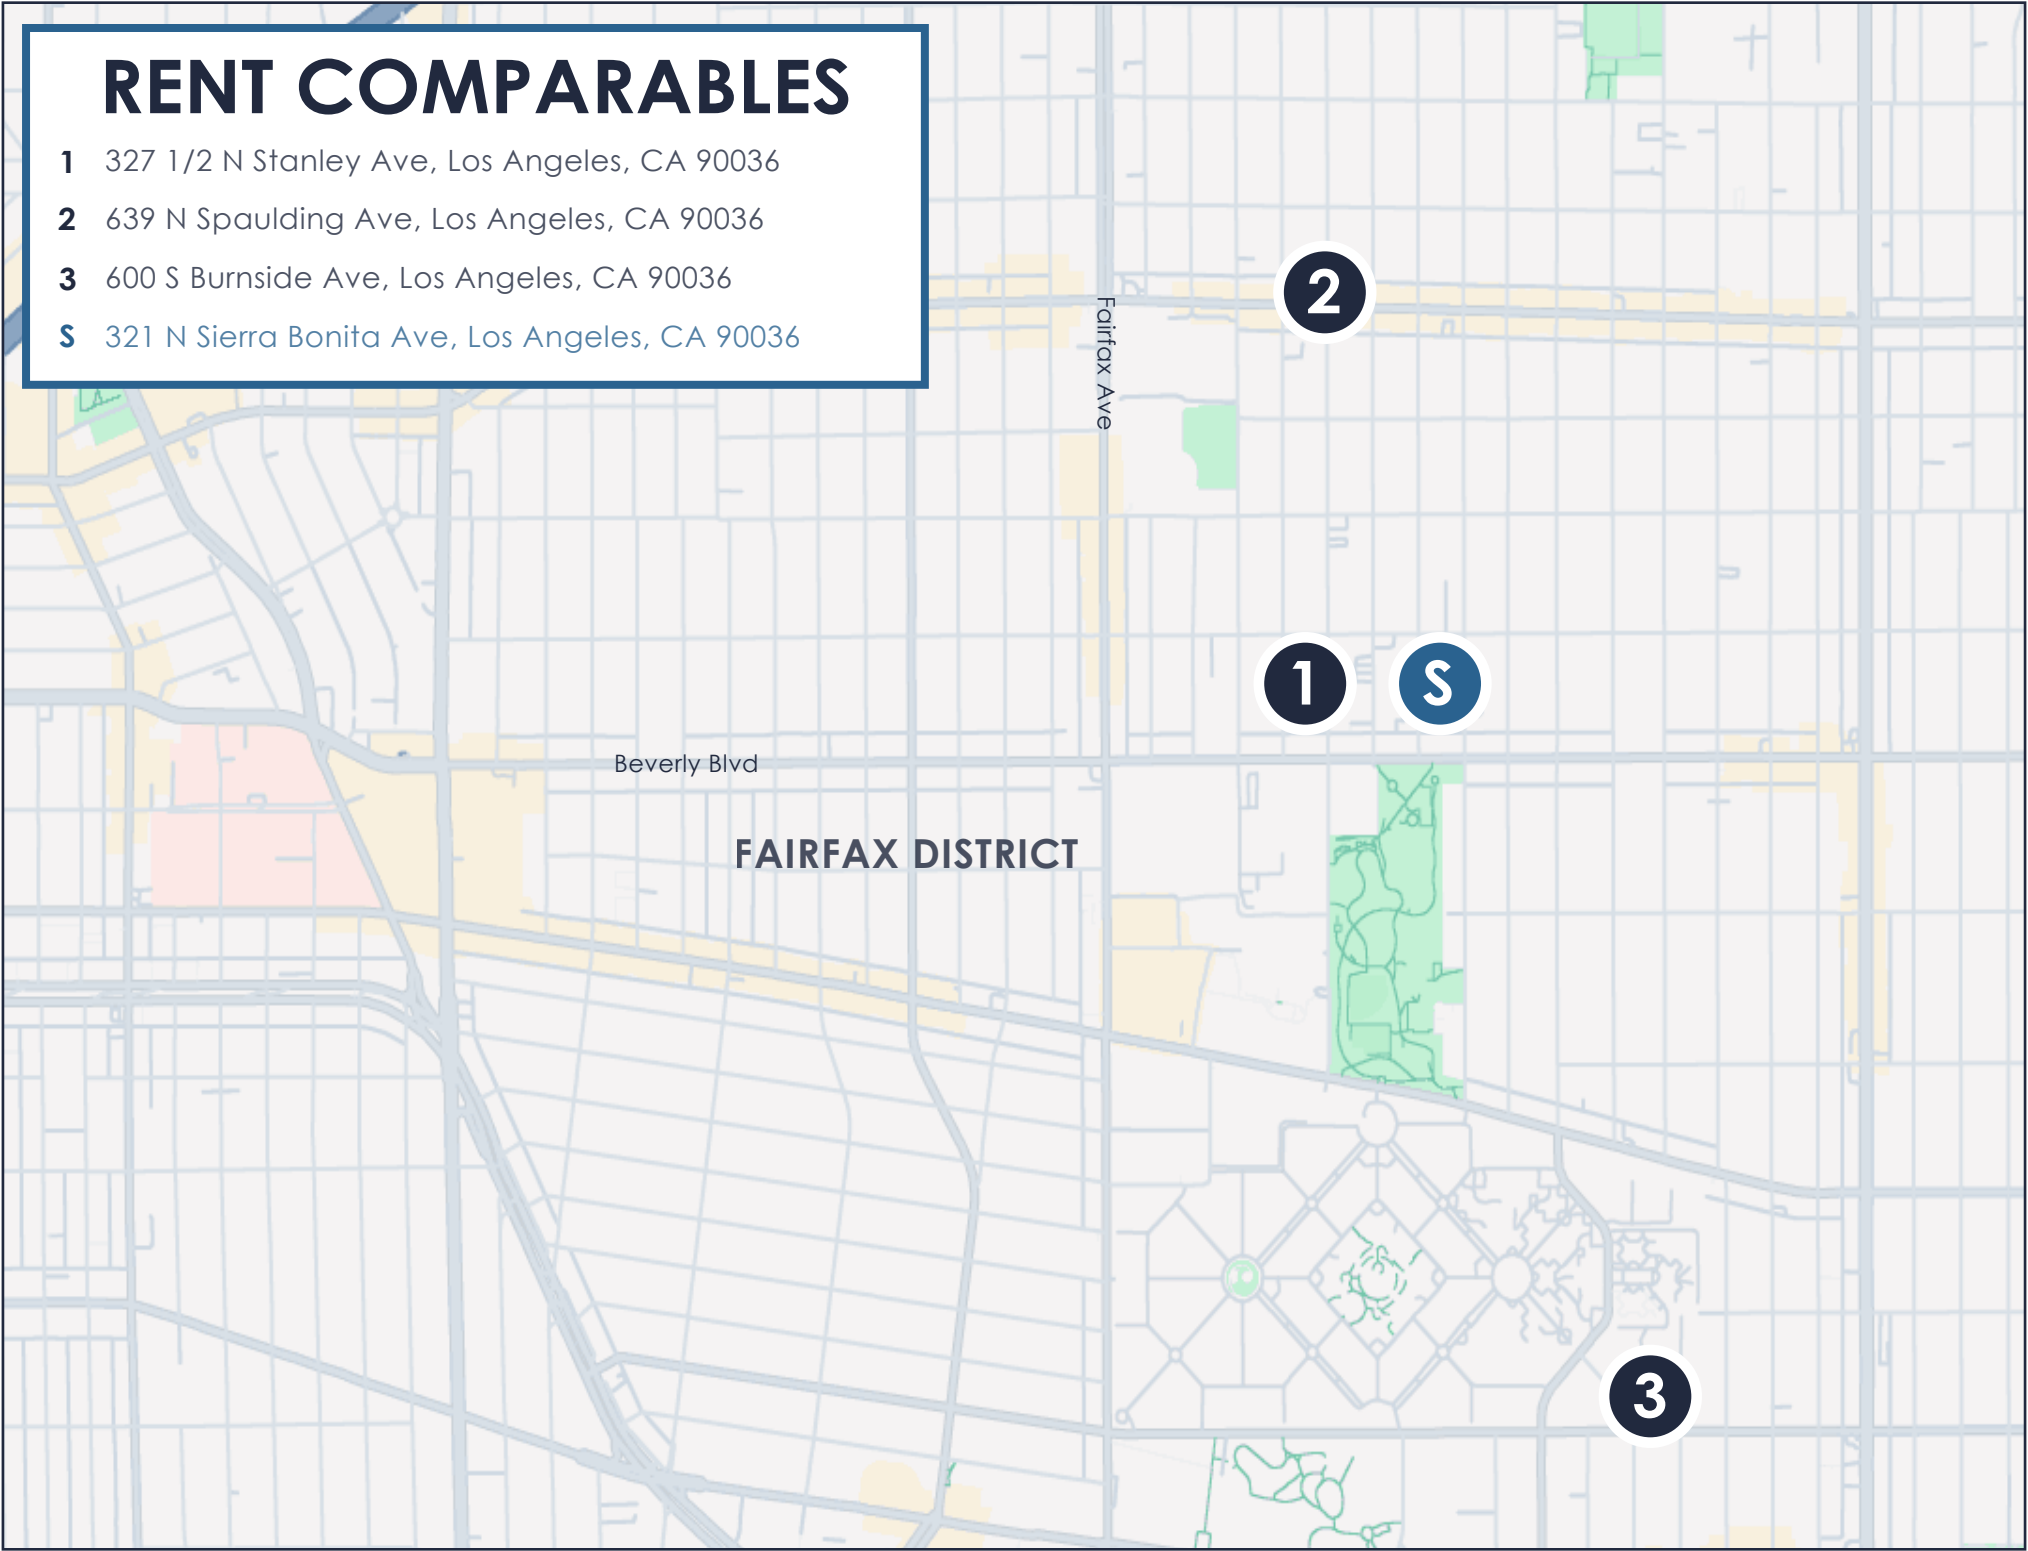 RENT COMPARABLES
1 327 1/2 N Stanley Ave, Los Angeles, CA 90036
2 639 N Spaulding Ave, Los Angeles, CA 90036
3 600 S Burnside Ave, Los Angeles, CA 90036
S 321 N Sierra Bonita Ave, Los Angeles, CA 90036
2
Fairfax Ave
1
S
Beverly Blvd
FAIRFAX DISTRICT
3